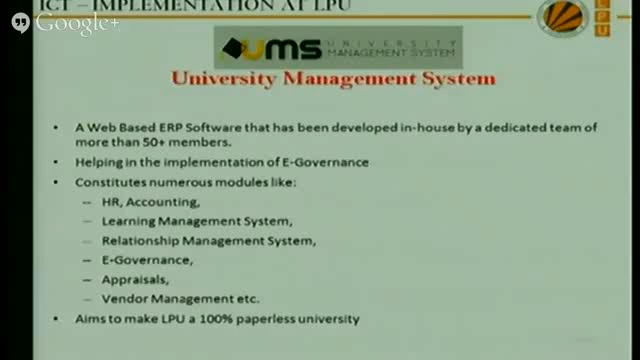 ICT – IMPLEMENTATION AT LPU
Google+
LPU
UMS UNIVERSITY
MANAGEMENT SYSTEM
University Management System
• A Web Based ERP Software that has been developed in-house by a dedicated team of
more than 50+ members.
• Helping in the implementation of E-Governance
• Constitutes numerous modules like:
– HR, Accounting,
– Learning Management System,
– Relationship Management System,
– E-Governance,
– Appraisals,
– Vendor Management etc.
• Aims to make LPU a 100% paperless university